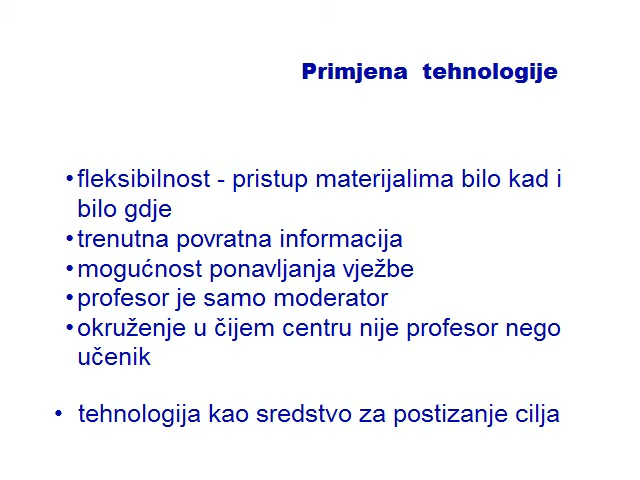 Primjena  tehnologije
•fleksibilnost - pristup materijalima bilo kad i
bilo gdje
•trenutna povratna informacija
•mogućnost ponavljanja vježbe
•profesor je samo moderator
•okruženje u čijem centru nije profesor nego
učenik
• tehnologija kao sredstvo za postizanje cilja